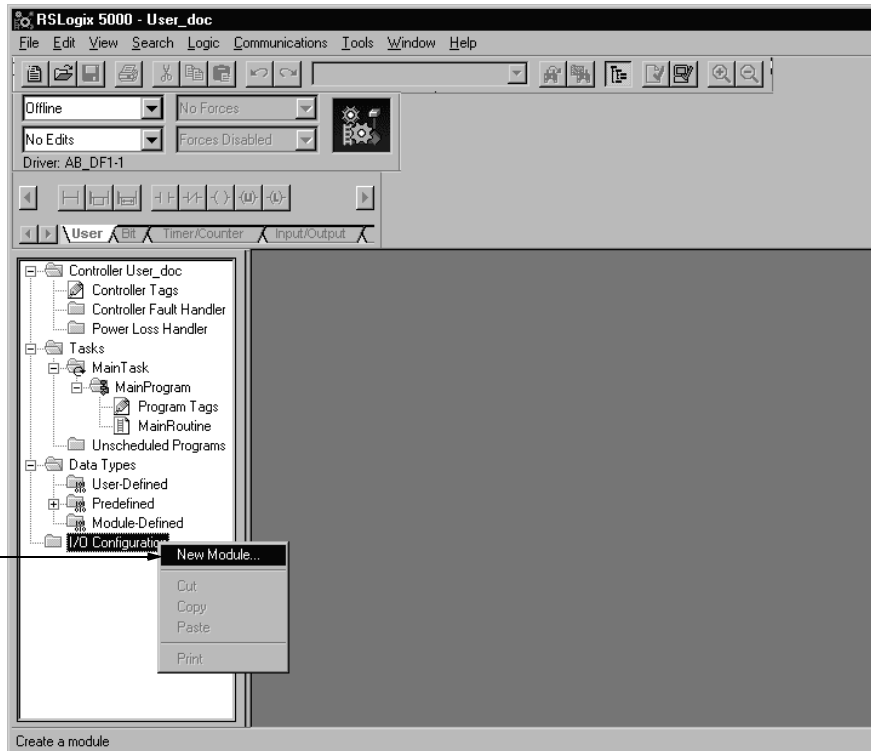 RSLogix 5000 - User_doc
File Edit View Search Logic Communications Tools Window Help
Offline No Forces
No Edits Forces Disabled
Driver: AB_DF1-1
User Bit Timer/Counter Input/Output
Controller User_doc
Controller Tags
Controller Fault Handler
Power Loss Handler
Tasks
MainTask
MainProgram
Program Tags
MainRoutine
Unscheduled Programs
Data Types
User-Defined
Predefined
Module-Defined
I/O Configuration
New Module...
Cut
Copy
Paste
Print
Create a module